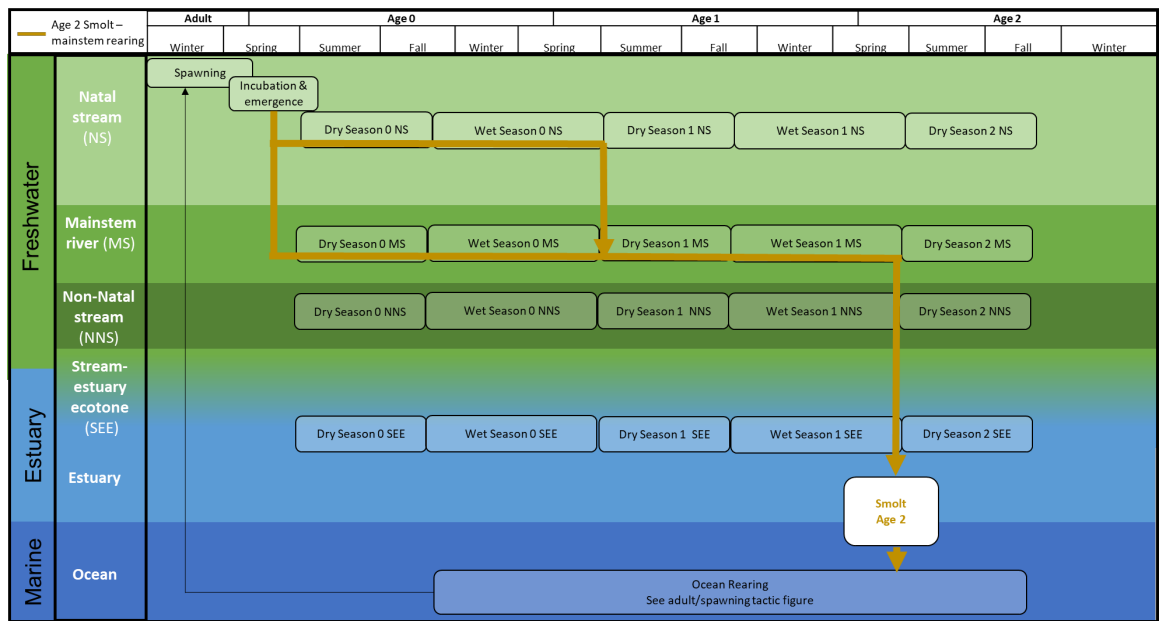 Age 2 Smolt –
mainstem rearing
Adult
Age 0
Age 1
Age 2
Winter
Spring
Summer
Fall
Winter
Spring
Summer
Fall
Winter
Spring
Summer
Fall
Winter
Freshwater
Natal
stream
(NS)
Spawning
Incubation &
emergence
Dry Season 0 NS
Wet Season 0 NS
Dry Season 1 NS
Wet Season 1 NS
Dry Season 2 NS
Mainstem
river (MS)
Dry Season 0 MS
Wet Season 0 MS
Dry Season 1 MS
Wet Season 1 MS
Dry Season 2 MS
Non-Natal
stream
(NNS)
Dry Season 0 NNS
Wet Season 0 NNS
Dry Season 1 NNS
Wet Season 1 NNS
Dry Season 2 NNS
Estuary
Stream-
estuary
ecotone
(SEE)
Dry Season 0 SEE
Wet Season 0 SEE
Dry Season 1 SEE
Wet Season 1 SEE
Dry Season 2 SEE
Estuary
Smolt
Age 2
Marine
Ocean
Ocean Rearing
See adult/spawning tactic figure